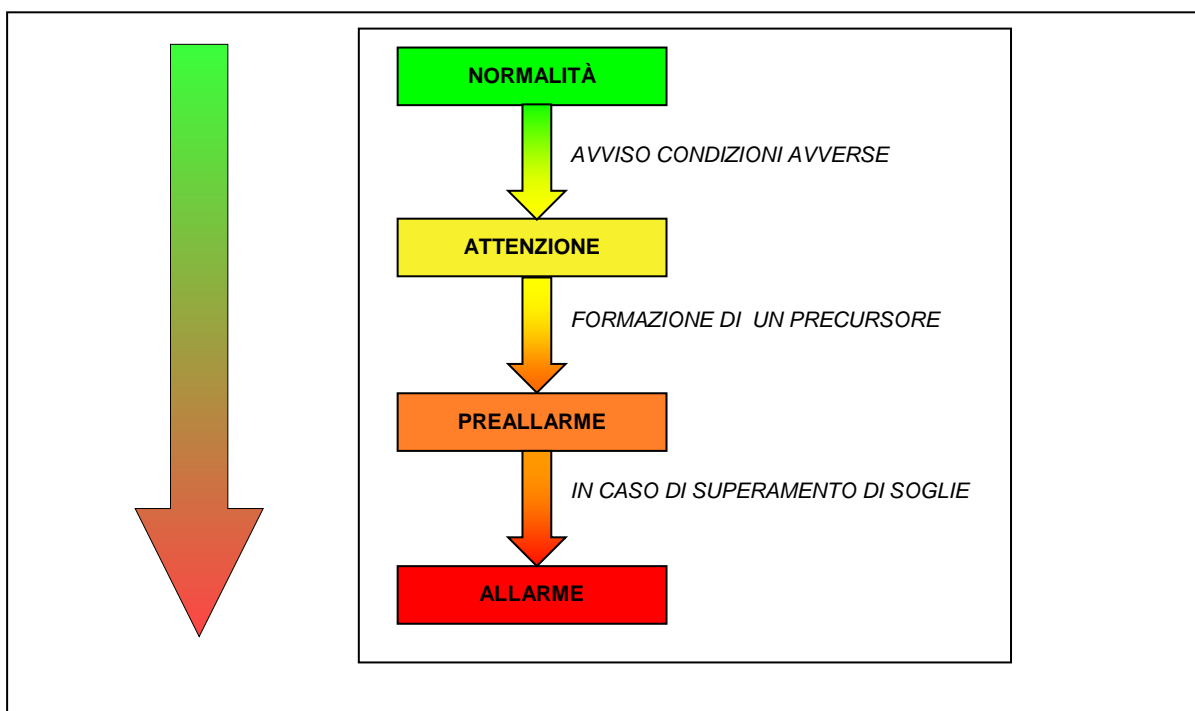 NORMALITÀ
AVVISO CONDIZIONI AVVERSE
ATTENZIONE
FORMAZIONE DI  UN PRECURSORE
PREALLARME
IN CASO DI SUPERAMENTO DI SOGLIE
ALLARME